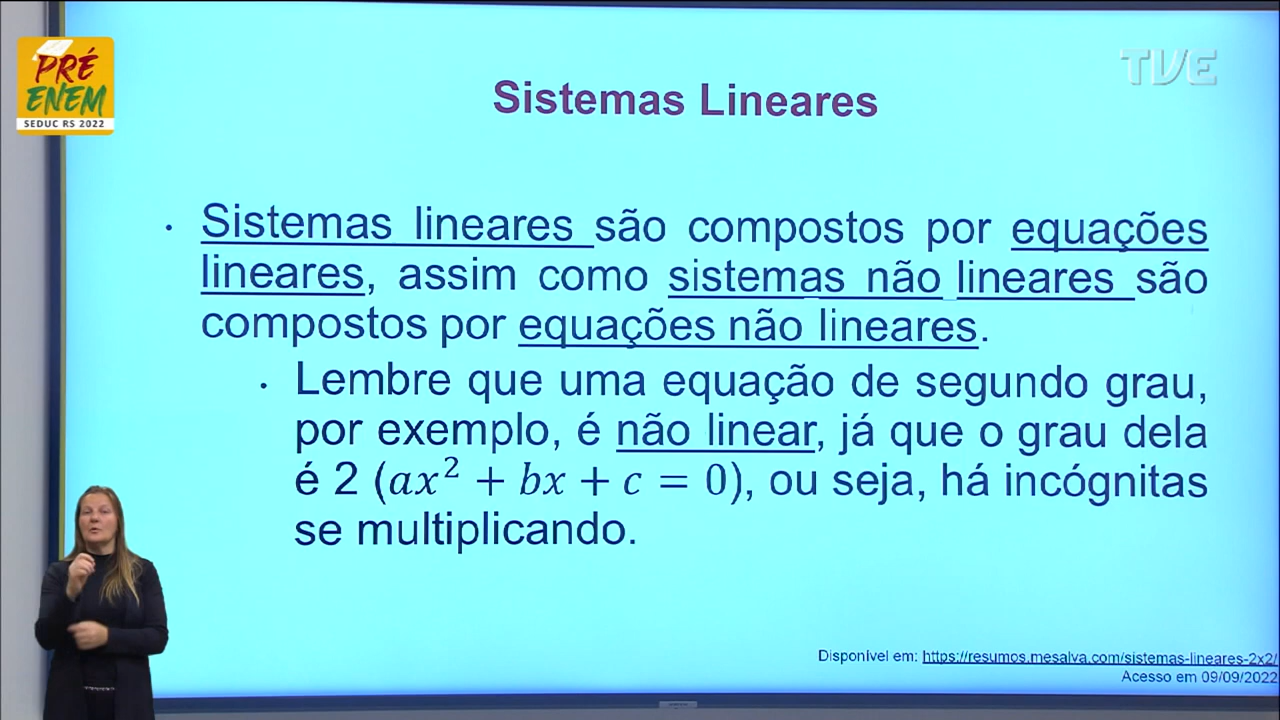 PRÉ
ENEM
SEDUC RS 2022
TVE
Sistemas Lineares
• Sistemas lineares são compostos por equações
lineares, assim como sistemas não lineares são
compostos por equações não lineares.
• Lembre que uma equação de segundo grau,
por exemplo, é não linear, já que o grau dela
é 2 (ax² + bx + c = 0), ou seja, há incógnitas
se multiplicando.
Disponível em: https://resumos.mesalva.com/sistemas-lineares-2x2/
Acesso em 09/09/2022